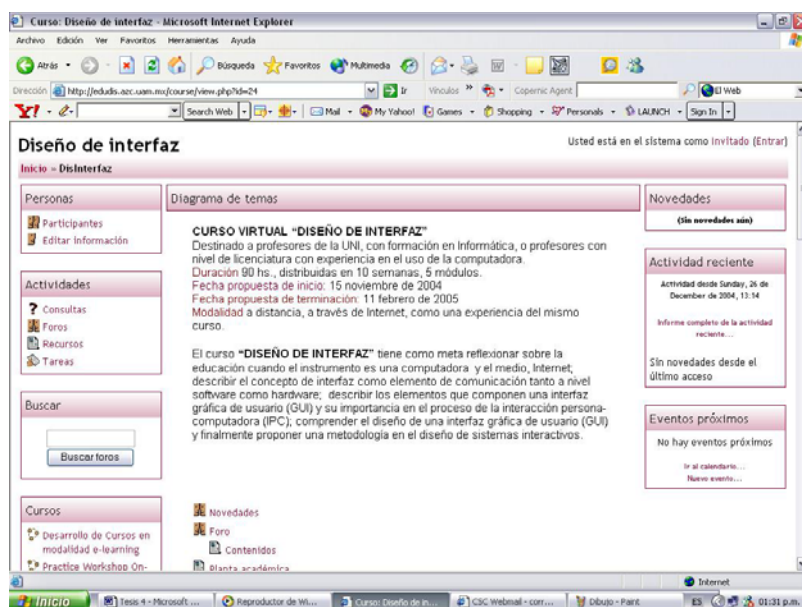 Curso: Diseño de interfaz - Microsoft Internet Explorer
Archivo Edición Ver Favoritos Herramientas Ayuda
Atrás Búsqueda Favoritos Multimedia
Dirección http://edudis.azc.uam.mx/course/view.php?id=24 Ir Vínculos » Copernic Agent El Web
Y! Search Web Mail My Yahoo! Games Shopping Personals LAUNCH Sign In
Diseño de interfaz
Usted está en el sistema como invitado (Entrar)
Inicio » DisInterfaz
Personas
Participantes
Editar información
Actividades
? Consultas
Foros
Recursos
Tareas
Buscar
Buscar foros
Cursos
Desarrollo de Cursos en
modalidad e-learning
Practice Workshop On-
Diagrama de temas
CURSO VIRTUAL “DISEÑO DE INTERFAZ”
Destinado a profesores de la UNI, con formación en Informática, o profesores con
nivel de licenciatura con experiencia en el uso de la computadora.
Duración 90 hs., distribuidas en 10 semanas, 5 módulos.
Fecha propuesta de inicio: 15 noviembre de 2004
Fecha propuesta de terminación: 11 febrero de 2005
Modalidad a distancia, a través de Internet, como una experiencia del mismo
curso.
El curso “DISEÑO DE INTERFAZ” tiene como meta reflexionar sobre la
educación cuando el instrumento es una computadora y el medio, Internet;
describir el concepto de interfaz como elemento de comunicación tanto a nivel
software como hardware; describir los elementos que componen una interfaz
gráfica de usuario (GUI) y su importancia en el proceso de la interacción persona-
computadora (IPC); comprender el diseño de una interfaz gráfica de usuario (GUI)
y finalmente proponer una metodología en el diseño de sistemas interactivos.
Novedades
Foro
Contenidos
Planta académica
Novedades
(Sin novedades aún)
Actividad reciente
Actividad desde Sunday, 26 de
December de 2004, 13:14
Informe completo de la actividad
reciente...
Sin novedades desde el
último acceso
Eventos próximos
No hay eventos próximos
Ir al calendario...
Nuevo evento...
Internet
Inicio Tesis 4 - Microsoft ... Reproductor de Wi... Curso: Diseño de in... CSC Webmail - corr... Dibujo - Paint ES 01:31 p.m.